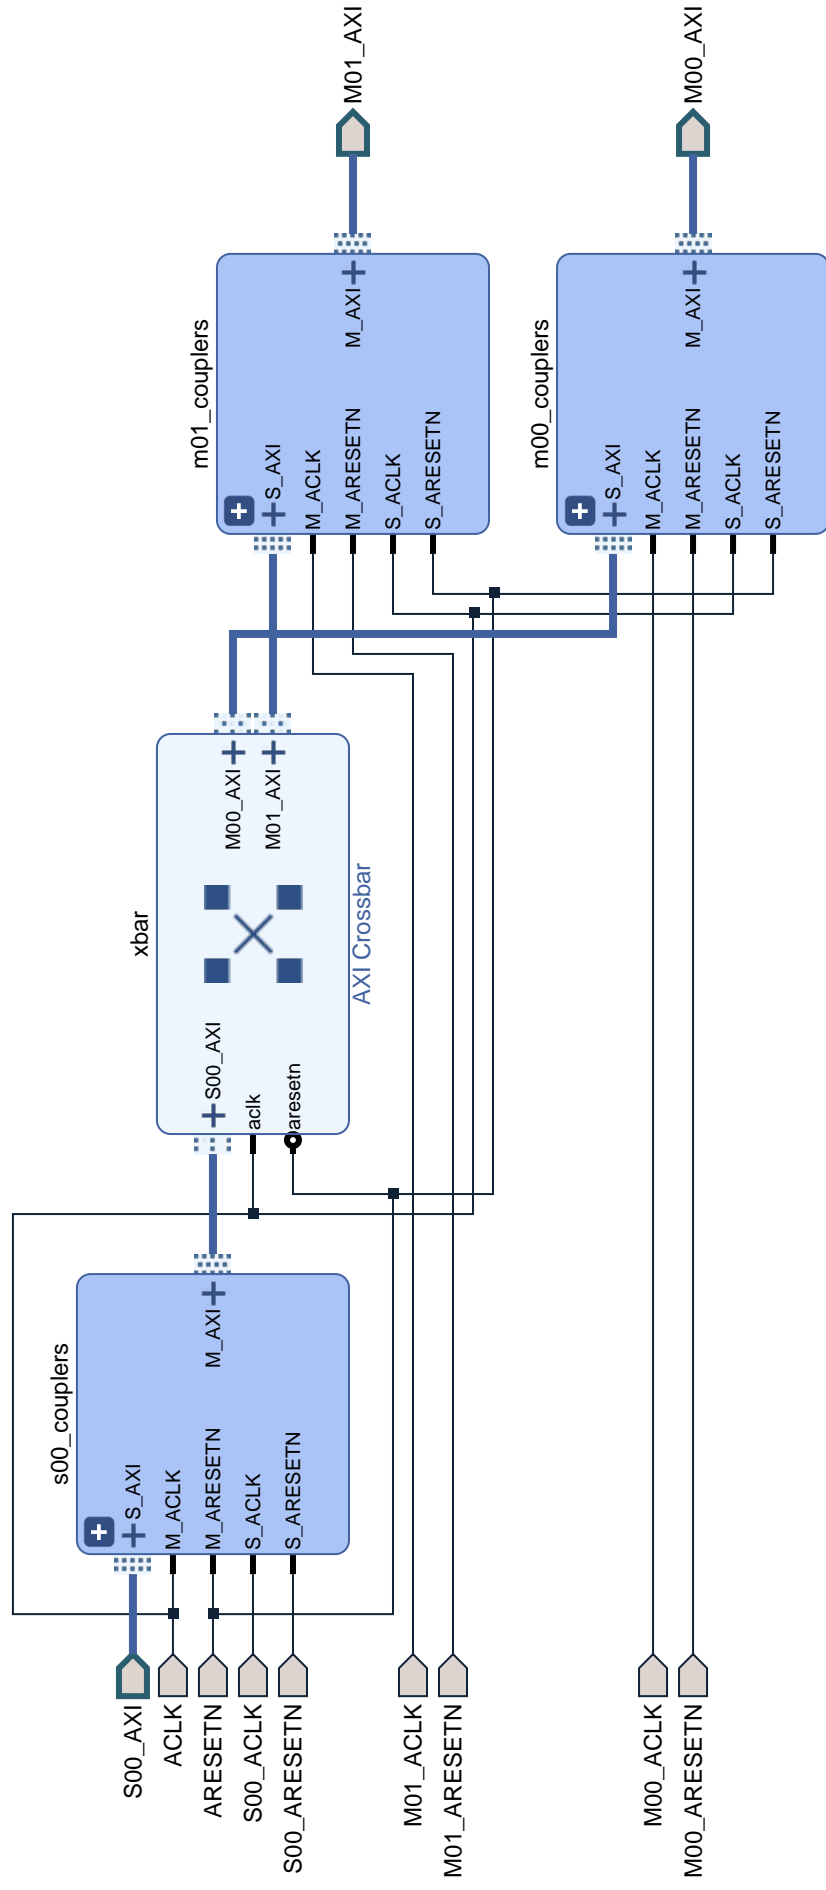 s00_couplers
S_AXI
M_ACLK
M_ARESETN
S_ACLK
S_ARESETN
M_AXI
S00_AXI
ACLK
ARESETN
S00_ACLK
S00_ARESETN
xbar
S00_AXI
aclk
aresetn
M00_AXI
M01_AXI
AXI Crossbar
m01_couplers
S_AXI
M_ACLK
M_ARESETN
S_ACLK
S_ARESETN
M_AXI
M01_AXI
M01_ACLK
M01_ARESETN
m00_couplers
S_AXI
M_ACLK
M_ARESETN
S_ACLK
S_ARESETN
M_AXI
M00_AXI
M00_ACLK
M00_ARESETN